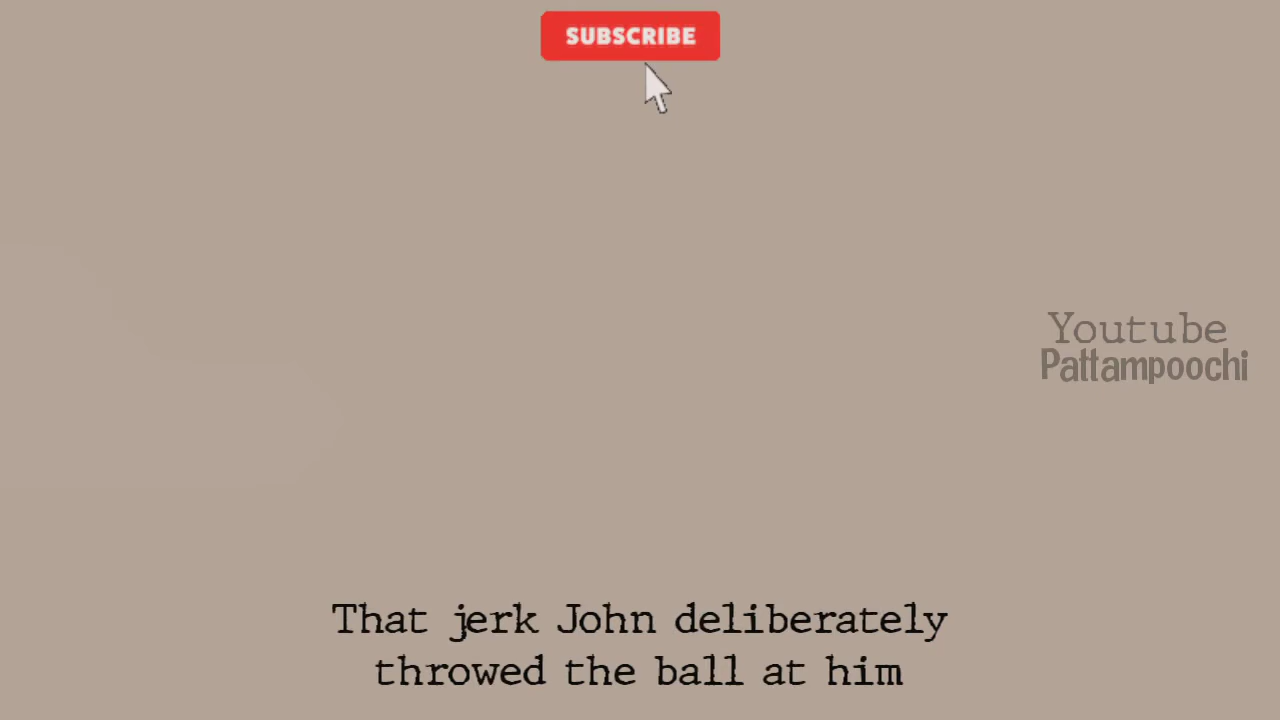 SUBSCRIBE
Youtube
Pattampoochi
That jerk John deliberately
throwed the ball at him